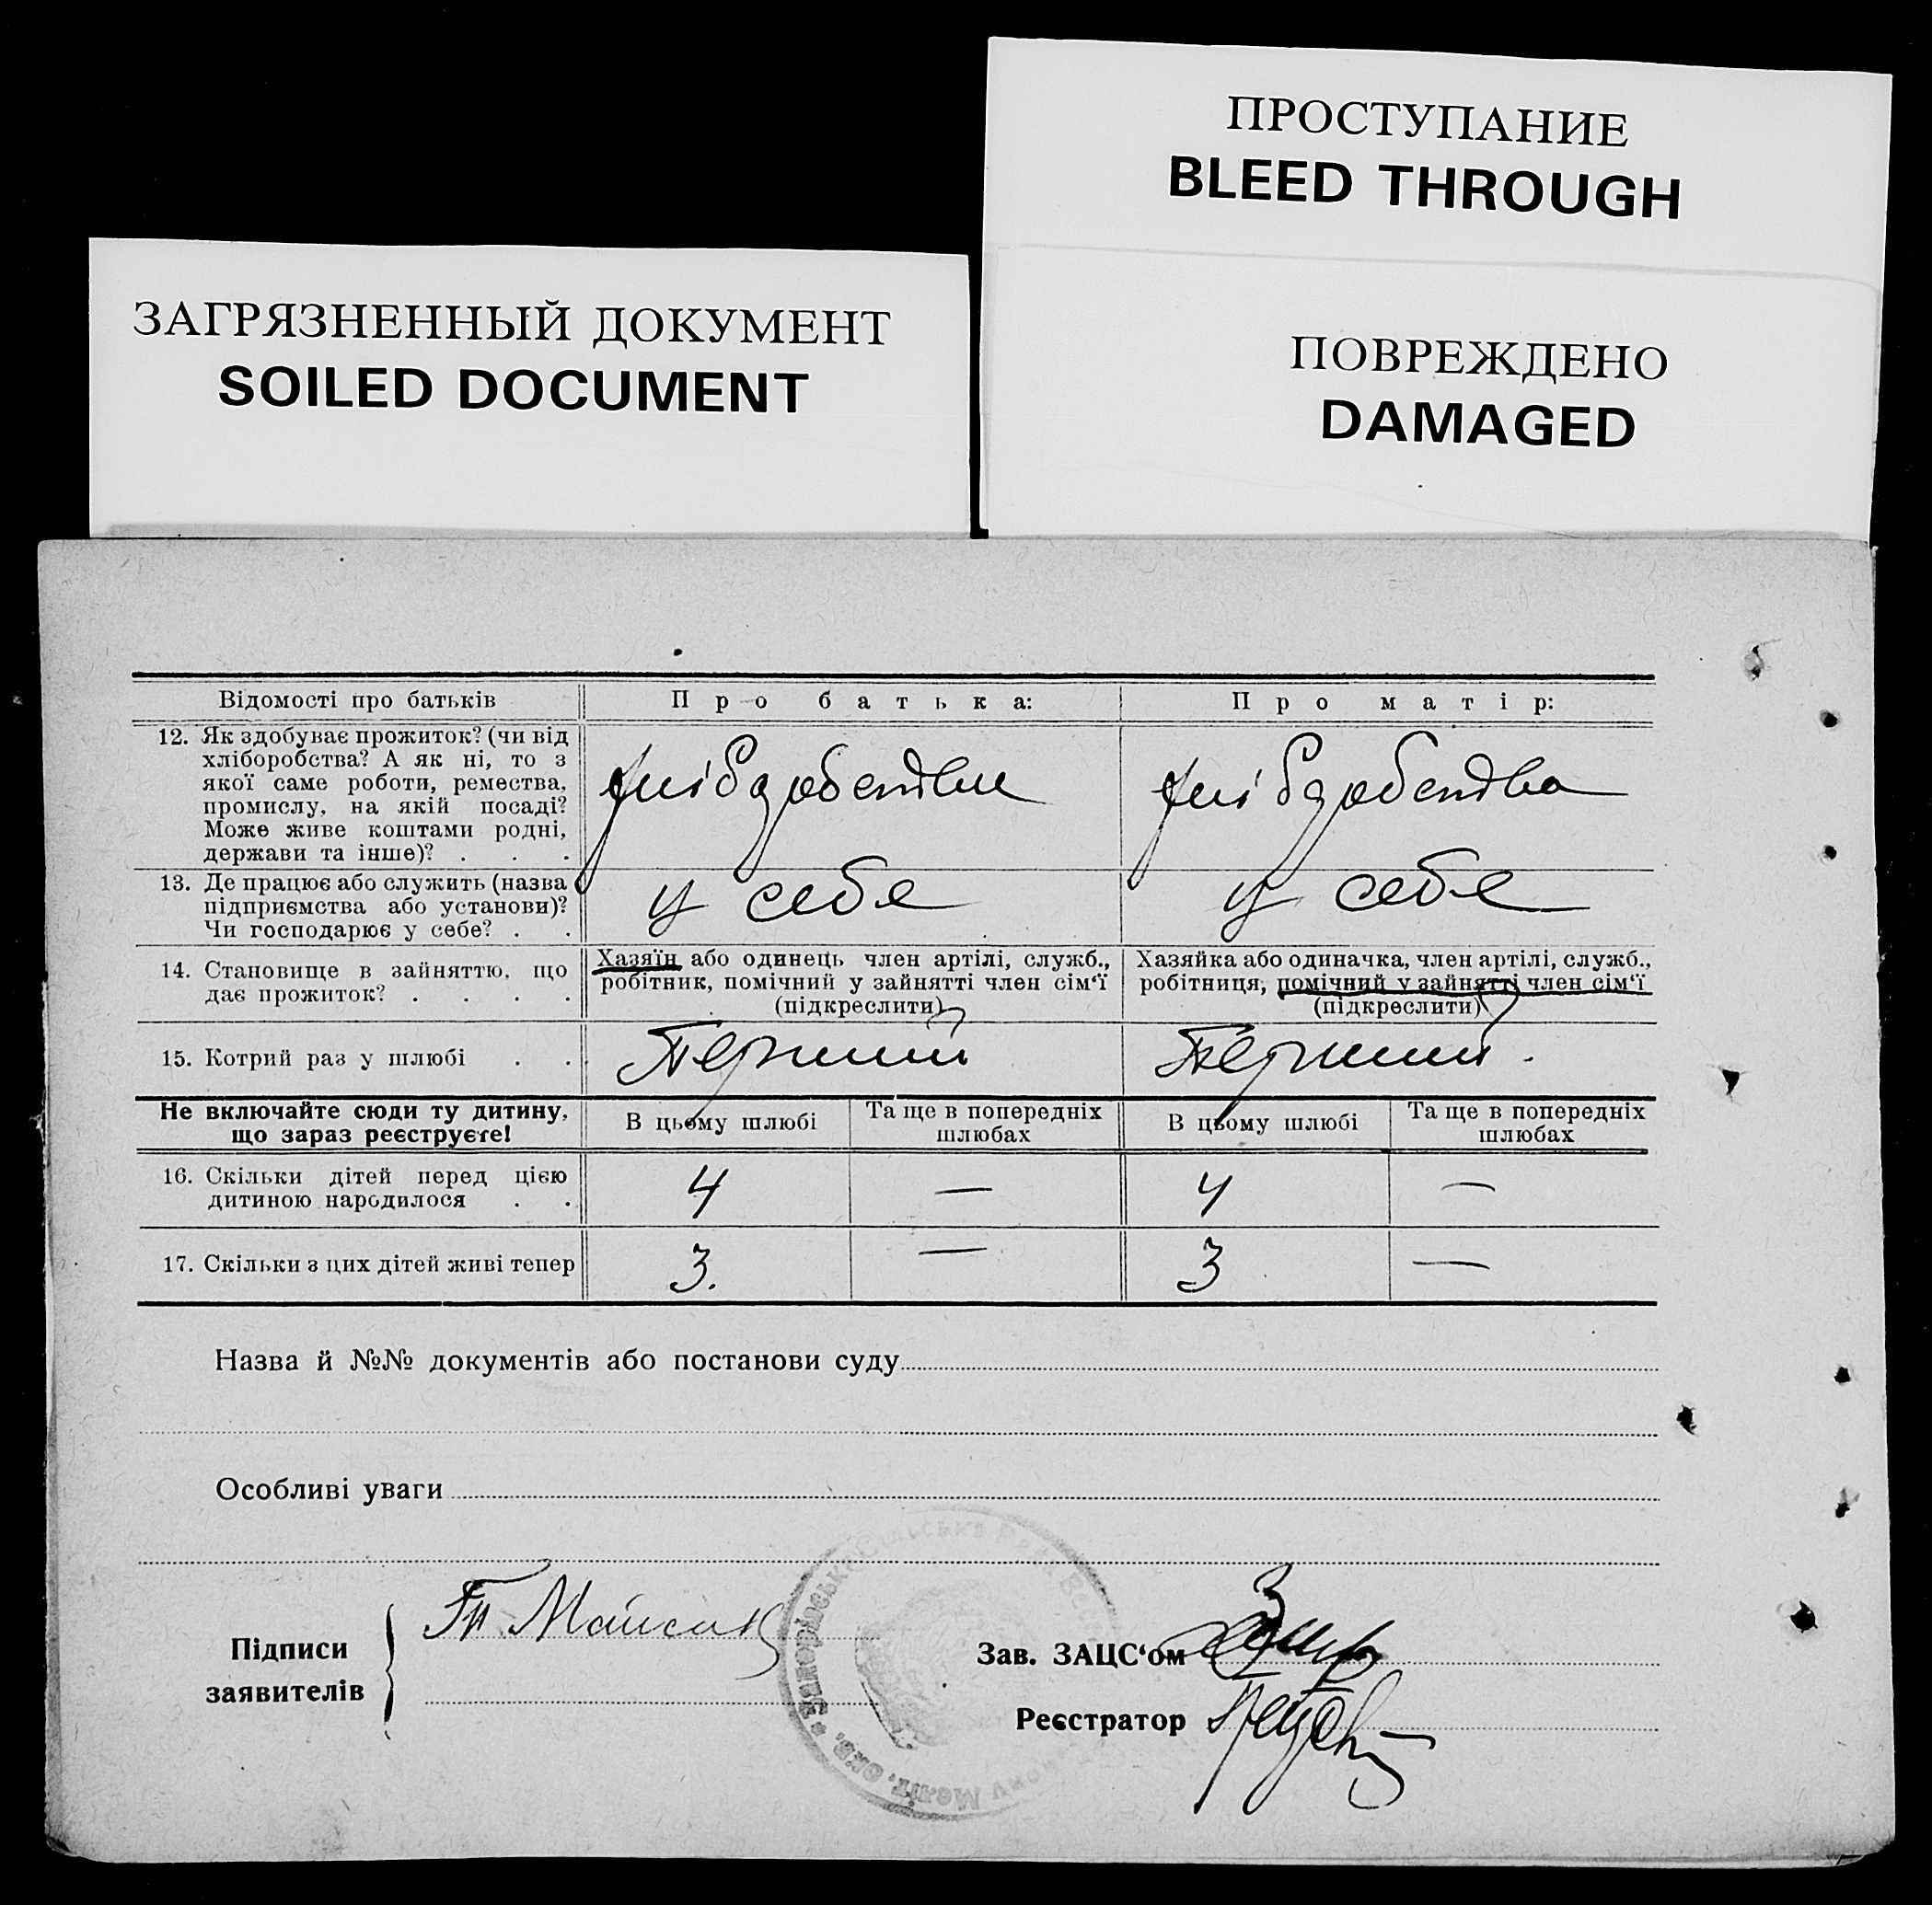 ПРОСТУПАНИЕ
BLEED THROUGH
ЗАГРЯЗНЕННЫЙ ДОКУМЕНТ
SOILED DOCUMENT
ПОВРЕЖДЕНО
DAMAGED
Відомості про батьків
Про батька:
Про матір:
12. Як здобуває прожиток? (чи від
хліборобства? А як ні, то з
якої саме роботи, ремества,
промислу, на якій посаді?
Може живе коштами родні,
держави та інше)? . . .
13. Де працює або служить (назва
підприємства або установи)?
Чи господарює у себе? . .
у себе
у себе
14. Становище в зайняттю, що
дає прожиток? . . . .
Хазяїн або одинець член артілі, служб.,
робітник, помічний у зайнятті член сім‘ї
(підкреслити)
Хазяйка або одиначка, член артілі, служб.,
робітниця, помічний у зайнятті член сім‘ї
(підкреслити)
15. Котрий раз у шлюбі . .
Перший
Перший.
Не включайте сюди ту дитину,
що зараз реєструєте!
В цьому шлюбі
Та ще в попередніх
шлюбах
В цьому шлюбі
Та ще в попередніх
шлюбах
16. Скільки дітей перед цією
дитиною народилося . .
4 — 4 —
17. Скільки з цих дітей живі тепер
3. — 3 —
Назва й №№ документів або постанови суду
Особливі уваги
Підписи
заявителів
Зав. ЗАЦС‘ом
Реєстратор